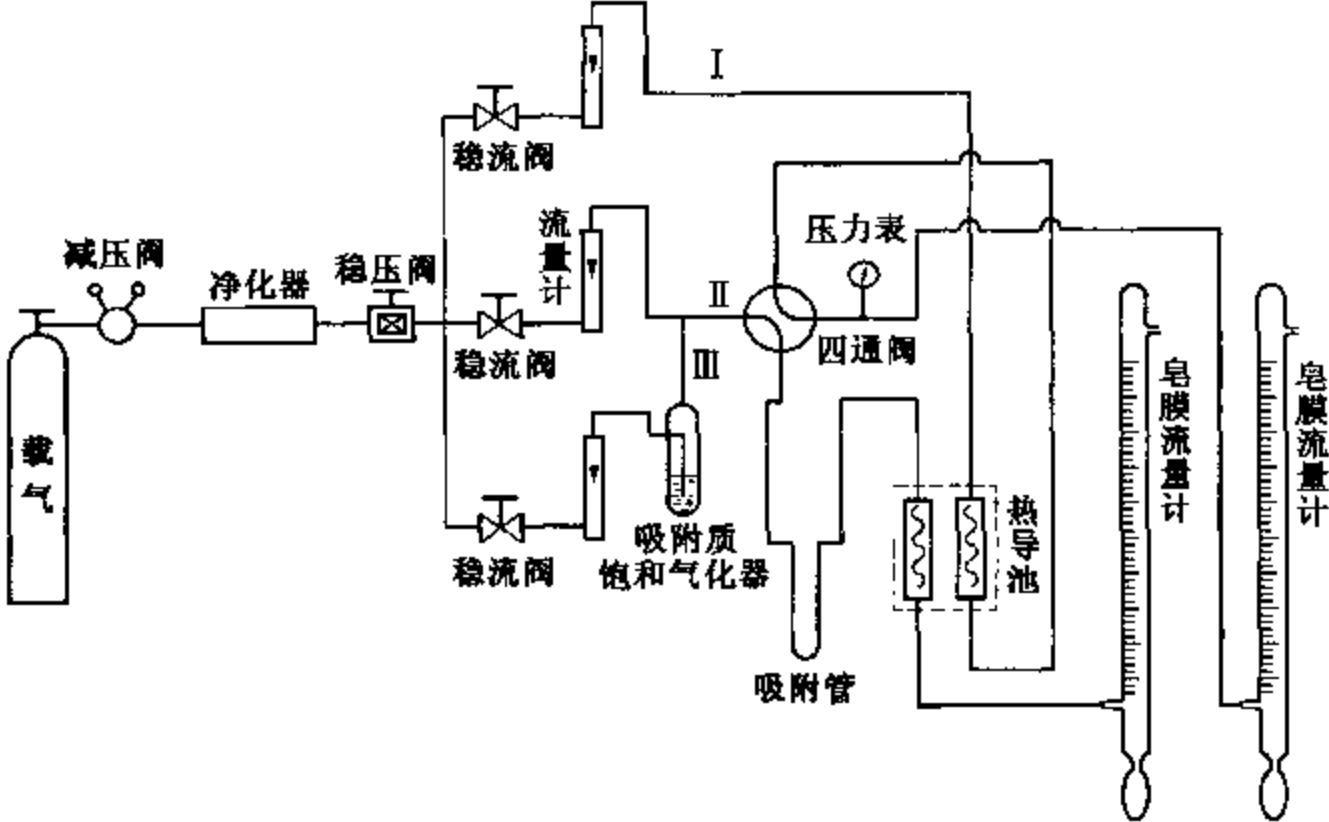 Ⅰ
稳流阀
流量计
减压阀
净化器
稳压阀
压力表
Ⅱ
四通阀
稳流阀
Ⅲ
载气
皂膜流量计
皂膜流量计
热导池
吸附质
饱和气化器
稳流阀
吸附管